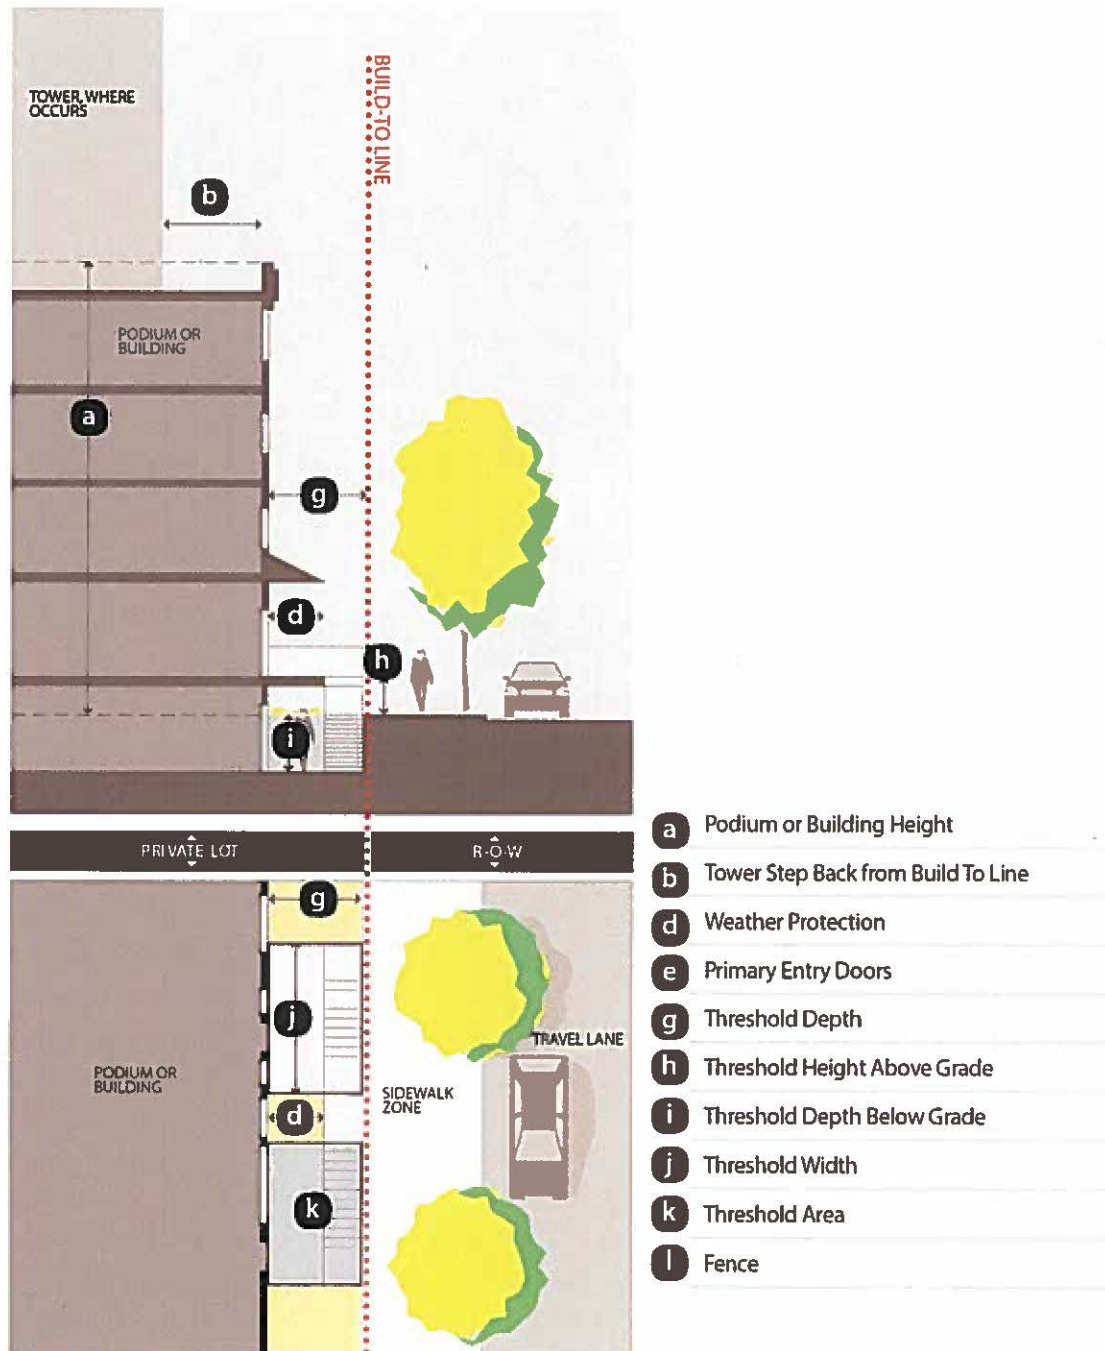 TOWER, WHERE
OCCURS
BUILD-TO LINE
b
PODIUM OR
BUILDING
a
g
d
h
i
PRIVATE LOT
R-O-W
g
j
TRAVEL LANE
PODIUM OR
BUILDING
SIDEWALK
ZONE
d
k
a Podium or Building Height
b Tower Step Back from Build To Line
d Weather Protection
e Primary Entry Doors
g Threshold Depth
h Threshold Height Above Grade
i Threshold Depth Below Grade
j Threshold Width
k Threshold Area
l Fence